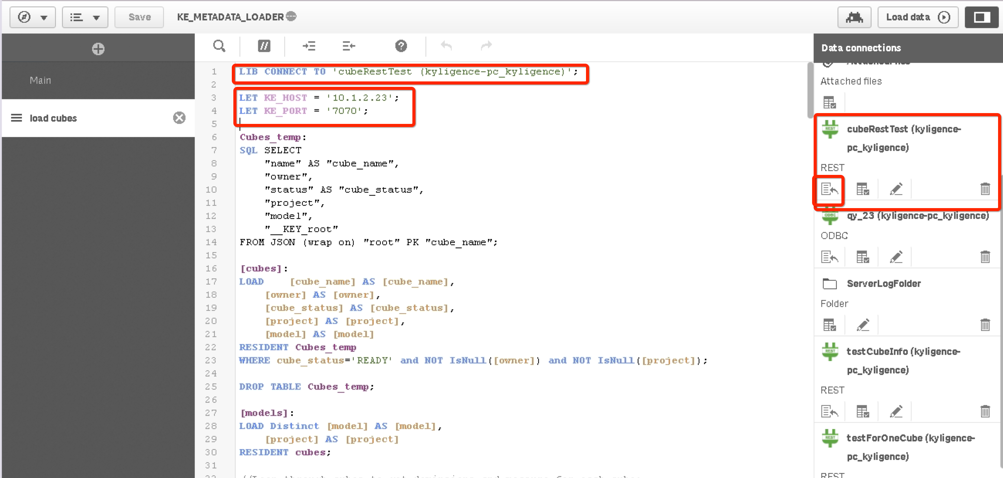 Save
KE_METADATA_LOADER
Load data
Main
load cubes
1 LIB CONNECT TO 'cubeRestTest (kyligence-pc_kyligence)';
2
3 LET KE_HOST = '10.1.2.23';
4 LET KE_PORT = '7070';
5
6 Cubes_temp:
7 SQL SELECT
8 "name" AS "cube_name",
9 "owner",
10 "status" AS "cube_status",
11 "project",
12 "model",
13 "__KEY_root"
14 FROM JSON (wrap on) "root" PK "cube_name";
15
16 [cubes]:
17 LOAD [cube_name] AS [cube_name],
18 [owner] AS [owner],
19 [cube_status] AS [cube_status],
20 [project] AS [project],
21 [model] AS [model]
22 RESIDENT Cubes_temp
23 WHERE cube_status='READY' and NOT IsNull([owner]) and NOT IsNull([project]);
24
25 DROP TABLE Cubes_temp;
26
27 [models]:
28 LOAD Distinct [model] AS [model],
29 [project] AS [project]
30 RESIDENT cubes;
31
Data connections
Attached files
cubeRestTest (kyligence-
pc_kyligence)
REST
qy_23 (kyligence-pc_kyligence)
ODBC
ServerLogFolder
Folder
testCubeInfo (kyligence-
pc_kyligence)
REST
testForOneCube (kyligence-
pc_kyligence)
REST